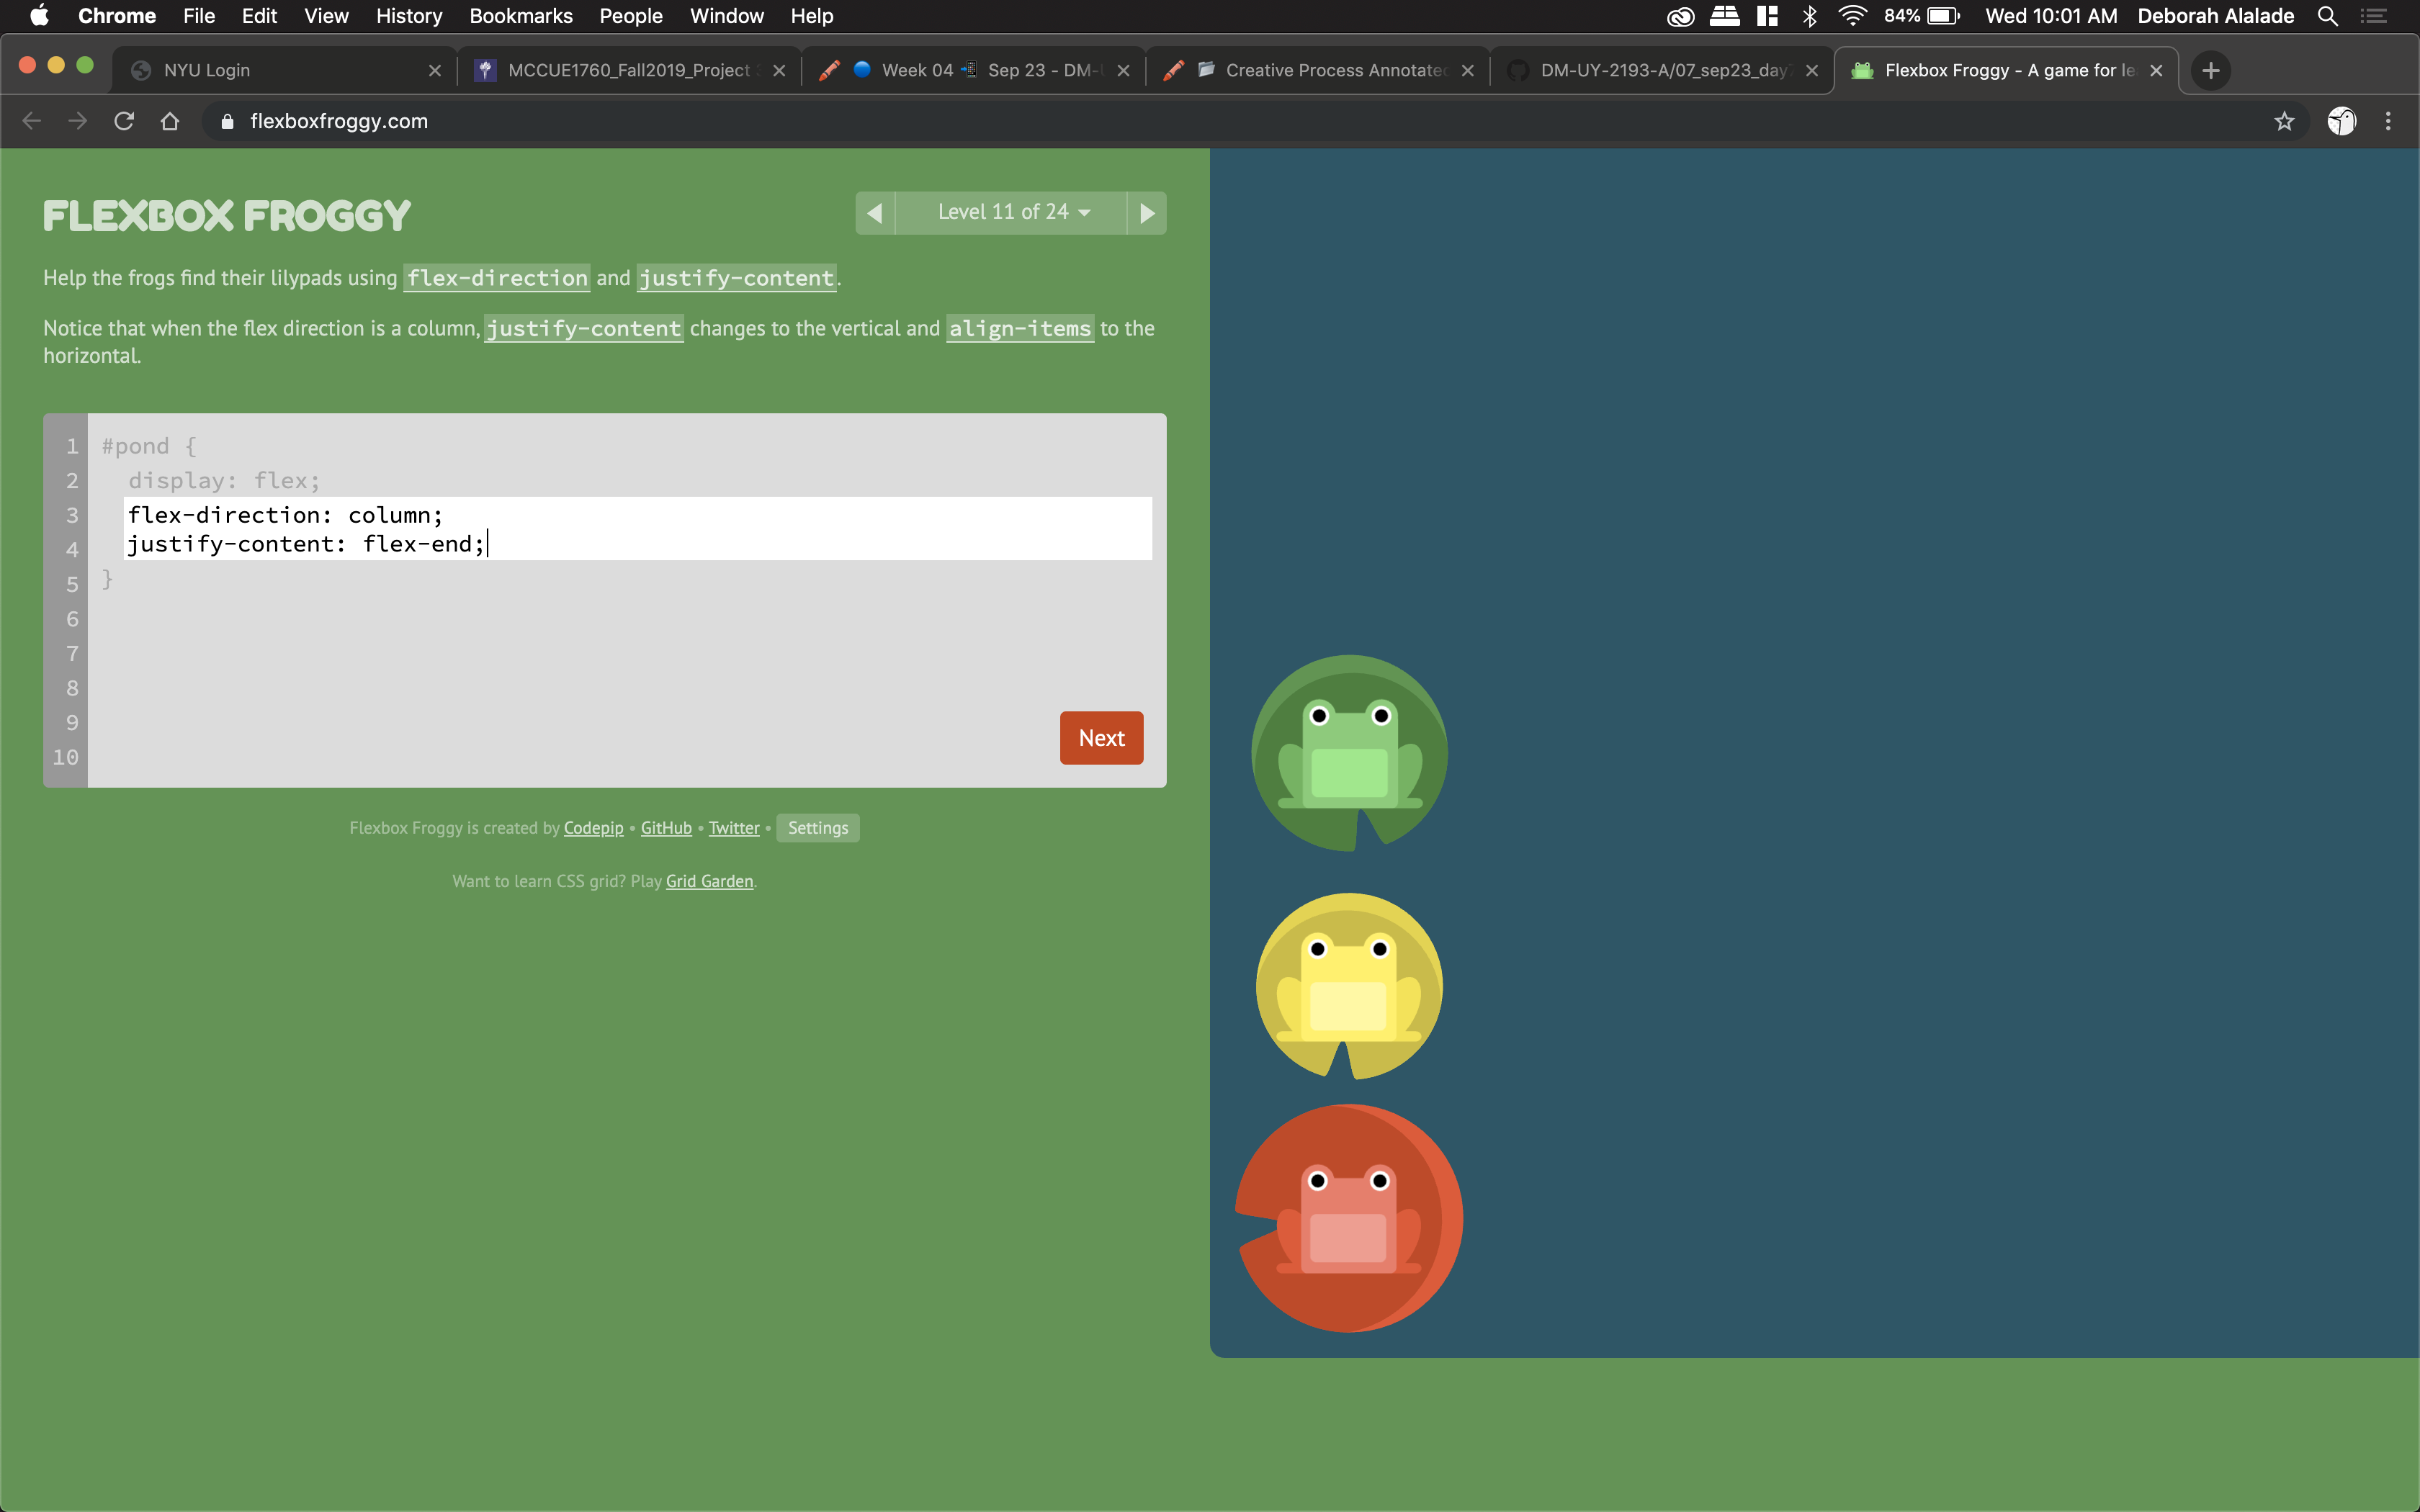 Chrome File Edit View History Bookmarks People Window Help 84% Wed 10:01 AM Deborah Alalade
NYU Login MCCUE1760_Fall2019_Project Week 04 Sep 23 - DM- Creative Process Annotated DM-UY-2193-A/07_sep23_day Flexbox Froggy - A game for le
flexboxfroggy.com
FLEXBOX FROGGY
Level 11 of 24
Help the frogs find their lilypads using flex-direction and justify-content.
Notice that when the flex direction is a column, justify-content changes to the vertical and align-items to the
horizontal.
1 #pond {
2 display: flex;
3 flex-direction: column;
4 justify-content: flex-end;
5 }
6
7
8
9
10
Next
Flexbox Froggy is created by Codepip • GitHub • Twitter • Settings
Want to learn CSS grid? Play Grid Garden.